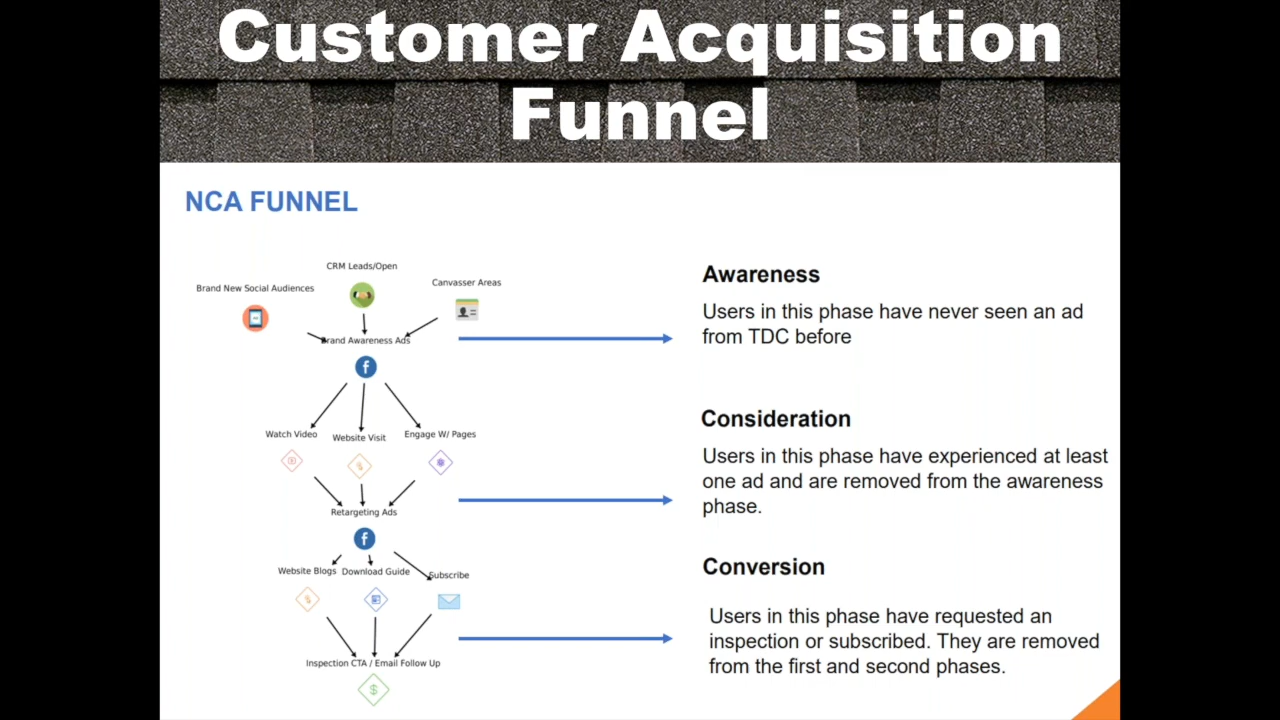 Customer Acquisition
Funnel
NCA FUNNEL
CRM Leads/Open
Brand New Social Audiences
Canvasser Areas
Brand Awareness Ads
Watch Video
Website Visit
Engage W/ Pages
Retargeting Ads
Website Blogs
Download Guide
Subscribe
Inspection CTA / Email Follow Up
Awareness
Users in this phase have never seen an ad
from TDC before
Consideration
Users in this phase have experienced at least
one ad and are removed from the awareness
phase.
Conversion
Users in this phase have requested an
inspection or subscribed. They are removed
from the first and second phases.